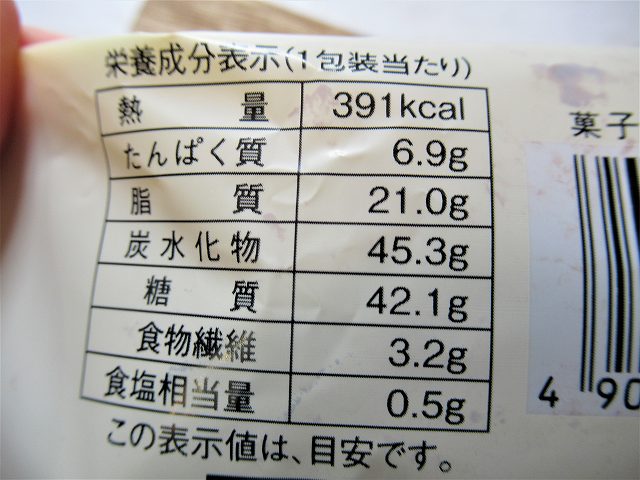 栄養成分表示(1包装当たり)
熱量 391kcal
たんぱく質 6.9g
脂質 21.0g
炭水化物 45.3g
糖質 42.1g
食物繊維 3.2g
食塩相当量 0.5g
この表示値は、目安です。
菓子
4 90